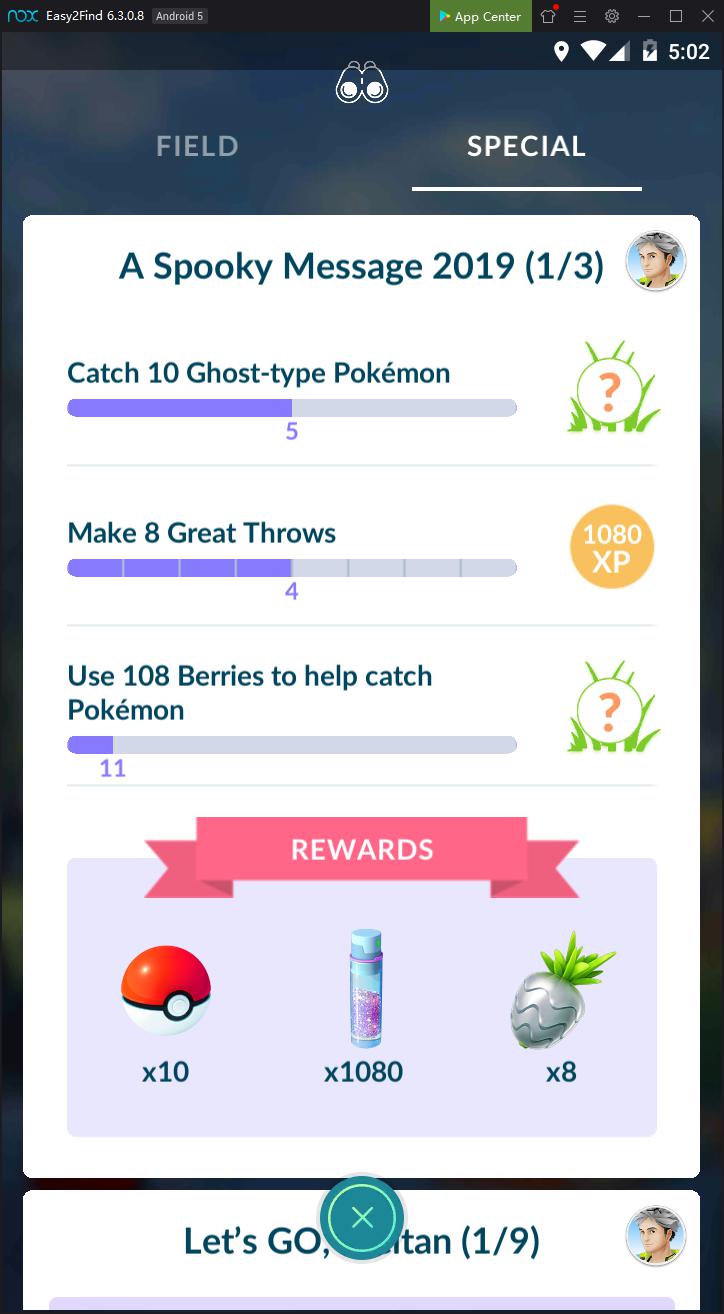 nox Easy2Find 6.3.0.8 Android 5 App Center
5:02
FIELD SPECIAL
A Spooky Message 2019 (1/3)
Catch 10 Ghost-type Pokémon
?
5
Make 8 Great Throws
1080
XP
4
Use 108 Berries to help catch
Pokémon
?
11
REWARDS
x10 x1080 x8
Let's GO, tan (1/9)